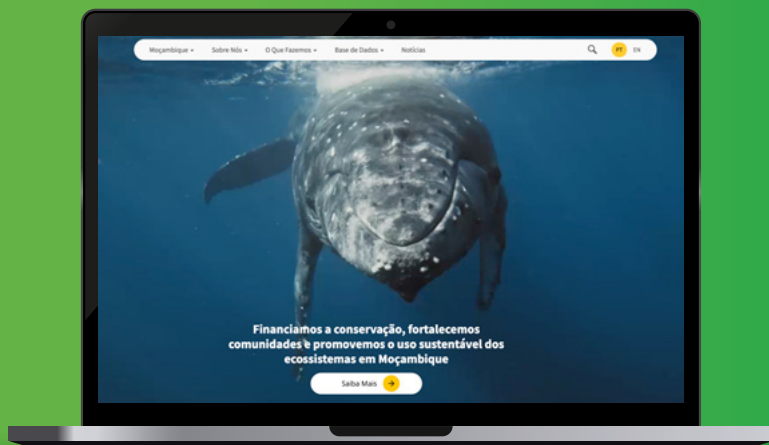 Moçambique Sobre Nós O Que Fazemos Base de Dados Notícias PT EN
Financiamos a conservação, fortalecemos
comunidades e promovemos o uso sustentável dos
ecossistemas em Moçambique
Saiba Mais